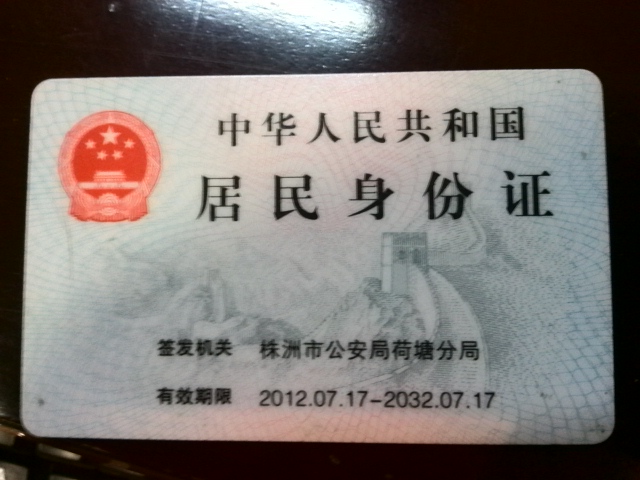 中华人民共和国
居民身份证
签发机关 株洲市公安局荷塘分局
有效期限 2012.07.17-2032.07.17